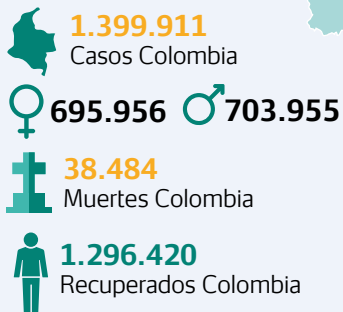 1.399.911
Casos Colombia
695.956 703.955
38.484
Muertes Colombia
1.296.420
Recuperados Colombia